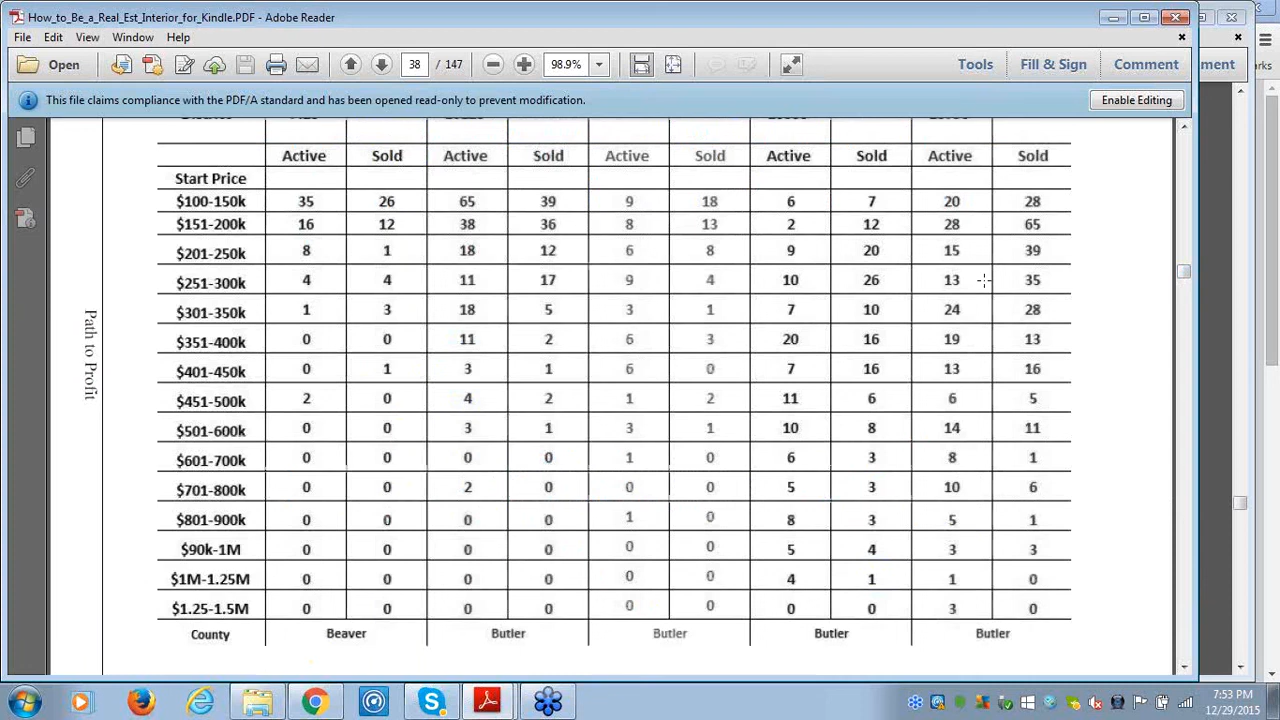 How_to_Be_a_Real_Est_Interior_for_Kindle.PDF - Adobe Reader
File Edit View Window Help
Open 38 / 147 98.9% Tools Fill & Sign Comment ment
This file claims compliance with the PDF/A standard and has been opened read-only to prevent modification. Enable Editing
Active Sold Active Sold Active Sold Active Sold Active Sold
Start Price
$100-150k 35 26 65 39 9 18 6 7 20 28
$151-200k 16 12 38 36 8 13 2 12 28 65
$201-250k 8 1 18 12 6 8 9 20 15 39
$251-300k 4 4 11 17 9 4 10 26 13 35
$301-350k 1 3 18 5 3 1 7 10 24 28
$351-400k 0 0 11 2 6 3 20 16 19 13
$401-450k 0 1 3 1 6 0 7 16 13 16
$451-500k 2 0 4 2 1 2 11 6 6 5
$501-600k 0 0 3 1 3 1 10 8 14 11
$601-700k 0 0 0 0 1 0 6 3 8 1
$701-800k 0 0 2 0 0 0 5 3 10 6
$801-900k 0 0 0 0 1 0 8 3 5 1
$90k-1M 0 0 0 0 0 0 5 4 3 3
$1M-1.25M 0 0 0 0 0 0 4 1 1 0
$1.25-1.5M 0 0 0 0 0 0 0 0 3 0
County Beaver Butler Butler Butler Butler
Path to Profit
7:53 PM
12/29/2015